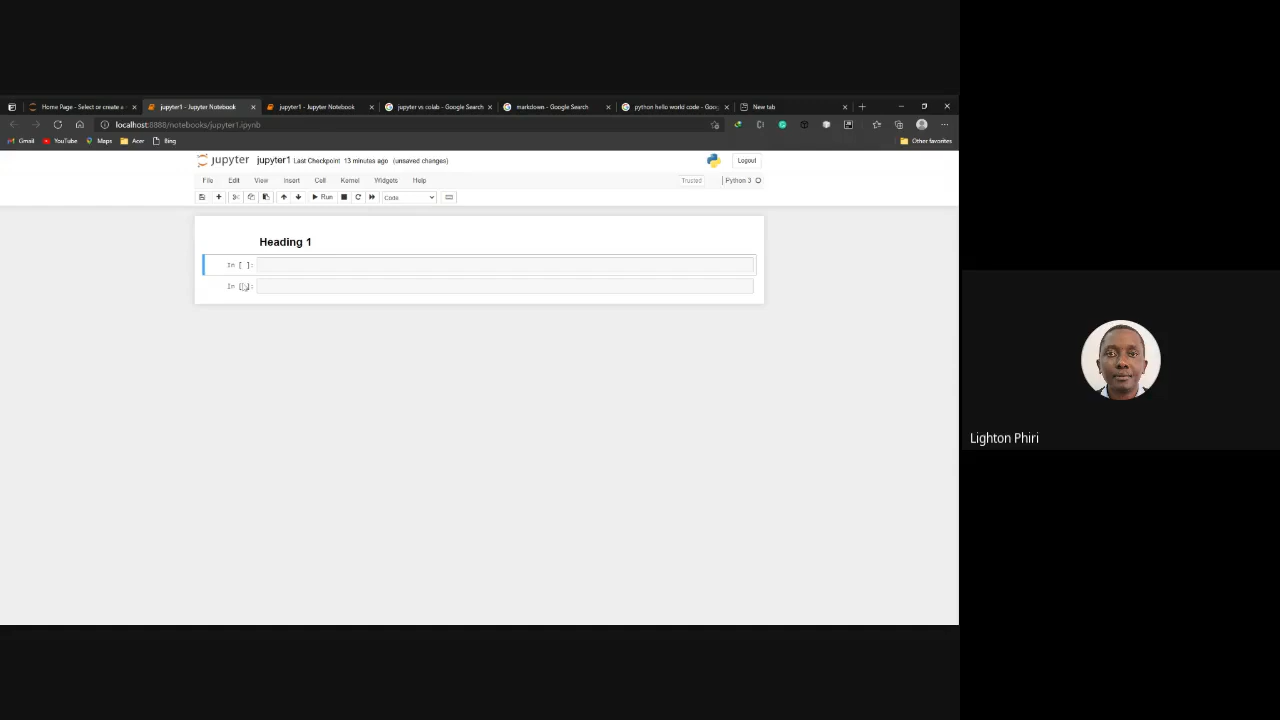 Home Page - Select or create a jupyter1 - Jupyter Notebook jupyter1 - Jupyter Notebook jupyter vs colab - Google Search markdown - Google Search python hello world code - Goog New tab
localhost:8888/notebooks/jupyter1.ipynb
Gmail YouTube Maps Acer Bing Other favorites
jupyter jupyter1 Last Checkpoint 13 minutes ago (unsaved changes) Logout
File Edit View Insert Cell Kernel Widgets Help Trusted Python 3
Run Code
Heading 1
In [ ]:
In [ ]:
Lighton Phiri